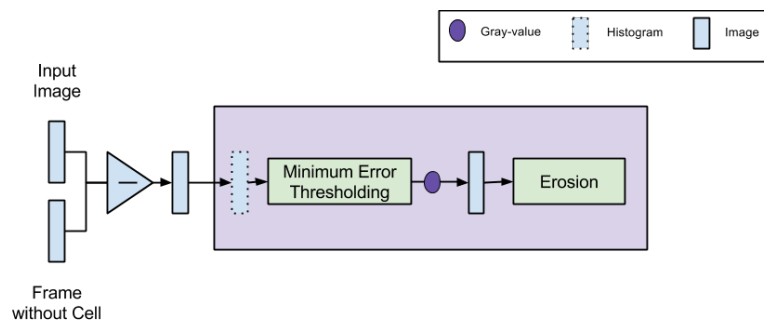 Gray-value
Histogram
Image
Input
Image
Minimum Error
Thresholding
Erosion
Frame
without Cell